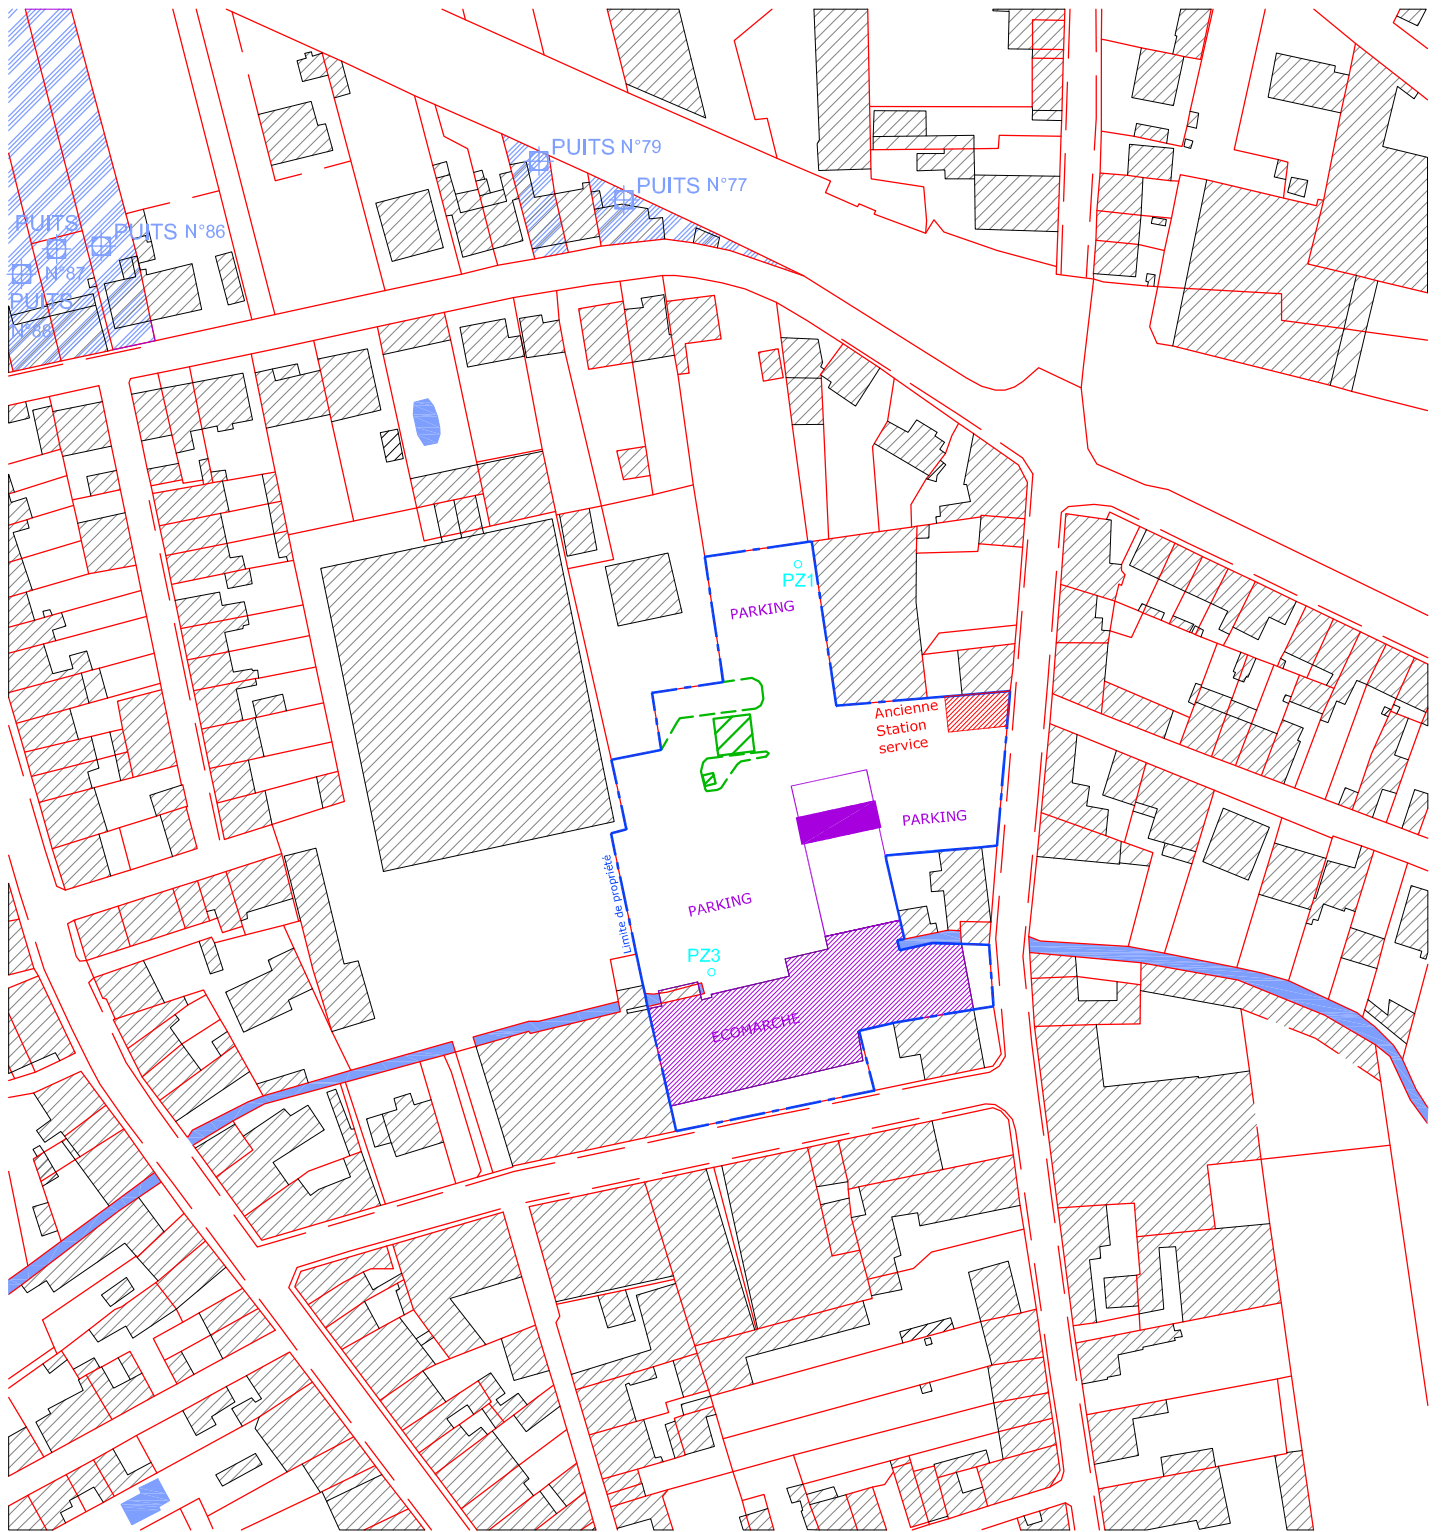 PUITS N°79
PUITS N°77
PUITS
PUITS N°86
N°87
PUITS
N°88
PZ1
PARKING
Ancienne
Station
service
PARKING
Limite de propriété
PARKING
PZ3
ECOMARCHE